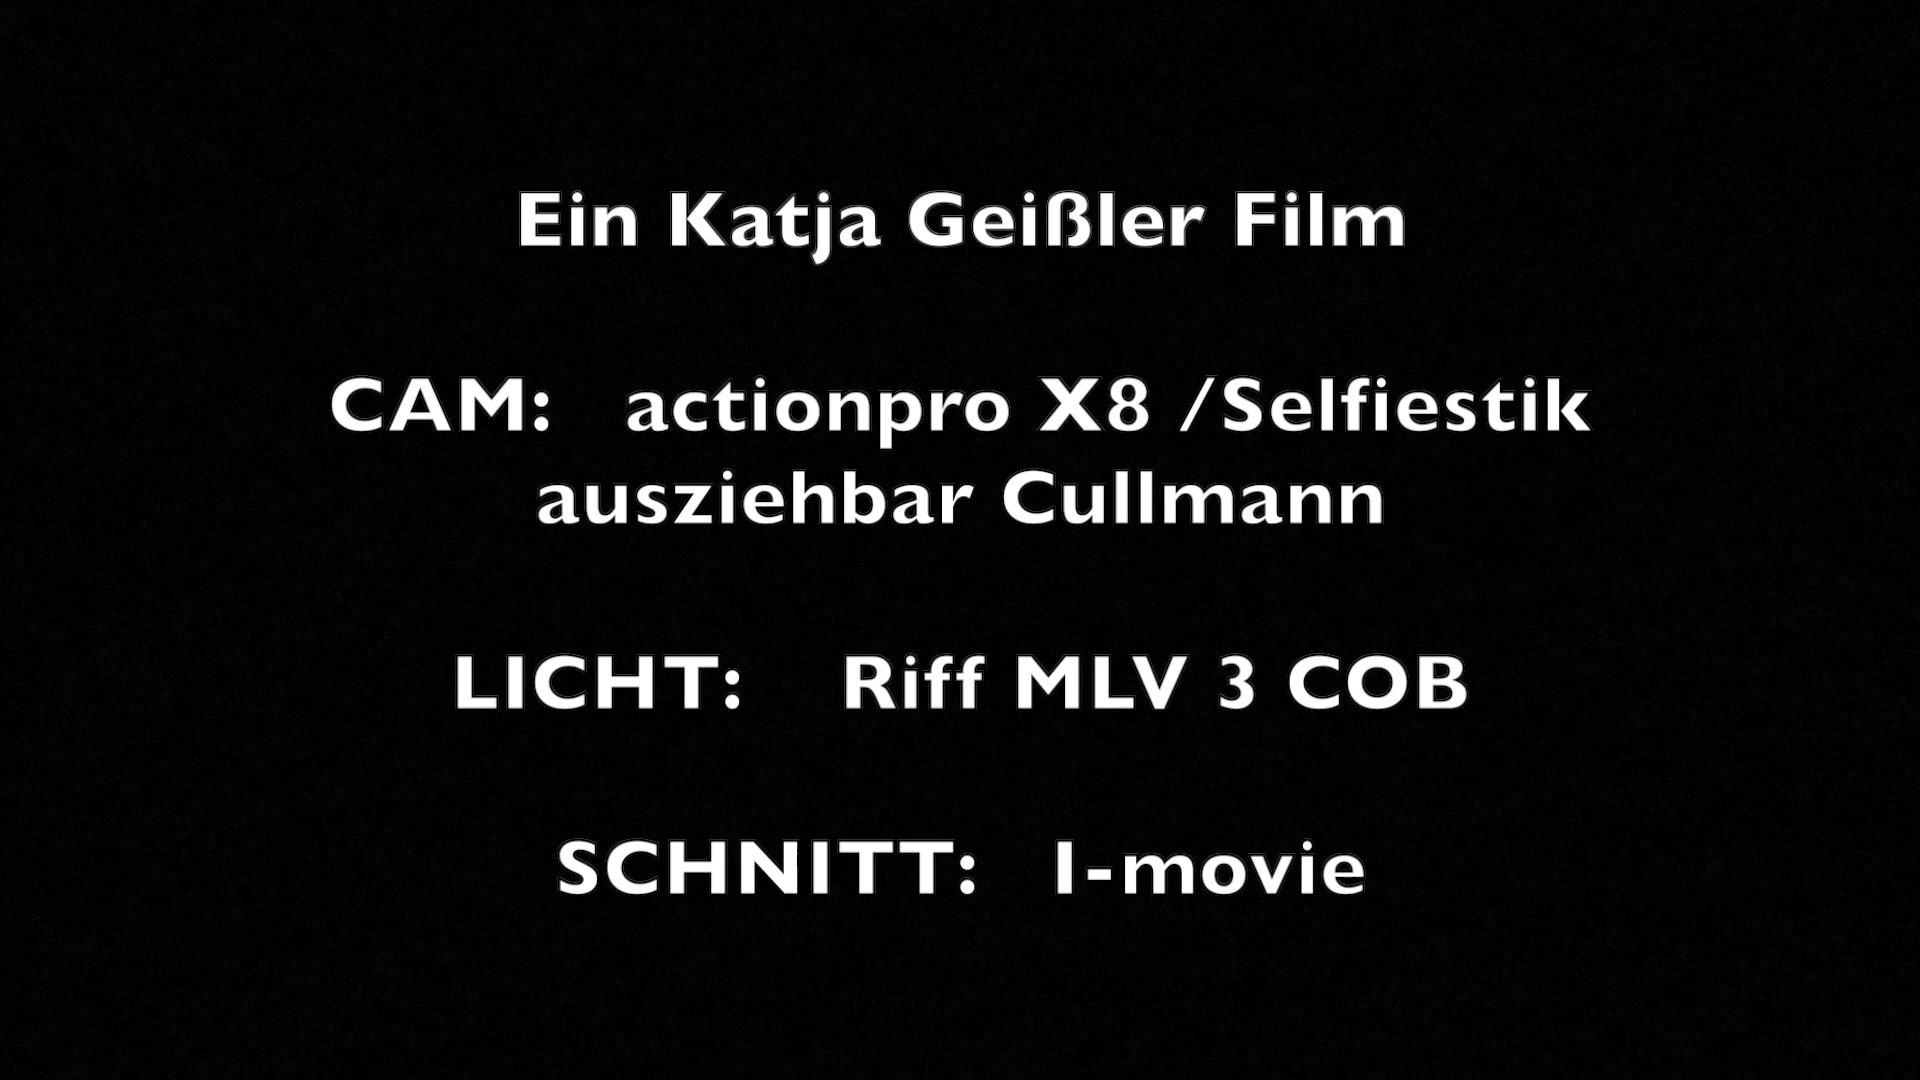 Ein Katja Geißler Film
CAM: actionpro X8 /Selfiestik
ausziehbar Cullmann
LICHT: Riff MLV 3 COB
SCHNITT: I-movie